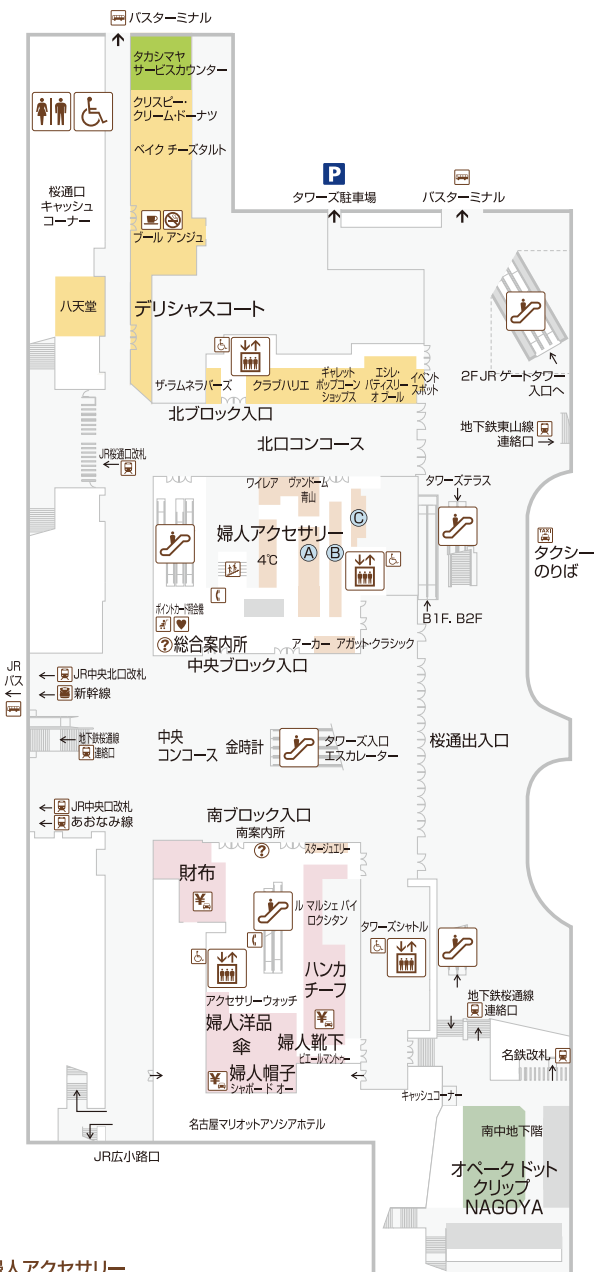 バスターミナル
タカシマヤ
サービスカウンター
クリスピー・
クリーム・ドーナツ
ベイク チーズタルト
桜通口
キャッシュ
コーナー
P
タワーズ駐車場
バスターミナル
ブール アンジュ
八天堂
デリシャスコート
2F JR ゲートタワー
入口へ
ザ・ラムネラバーズ
クラブハリエ
ギャレット
ポップコーン
ショップス
エシレ・
パティスリー
オ ブール
イベント
スポット
北ブロック入口
北口コンコース
地下鉄東山線
連絡口
JR桜通口改札
タワーズテラス
ワイレア
ヴァンドーム
青山
C
婦人アクセサリー
4℃
A
B
TAXI
タクシー
のりば
B1F. B2F
ポイントカード照会機
?総合案内所
アーカー
アガット・クラシック
中央ブロック入口
JR
バス
JR中央北口改札
新幹線
地下鉄桜通線
連絡口
中央
コンコース
金時計
タワーズ入口
エスカレーター
桜通出入口
JR中央口改札
あおなみ線
南ブロック入口
南案内所
?
スタージュエリー
財布
¥
ル マルシェ バイ
ロクシタン
タワーズシャトル
ハンカ
チーフ
アクセサリーウォッチ
婦人洋品
傘
¥
婦人靴下
ピエールマントゥー
地下鉄桜通線
連絡口
名鉄改札
¥
婦人帽子
シャポー ド オー
キャッシュコーナー
名古屋マリオットアソシアホテル
JR広小路口
南中地下階
オペーク ドット
クリップ
NAGOYA
婦人アクセサリー